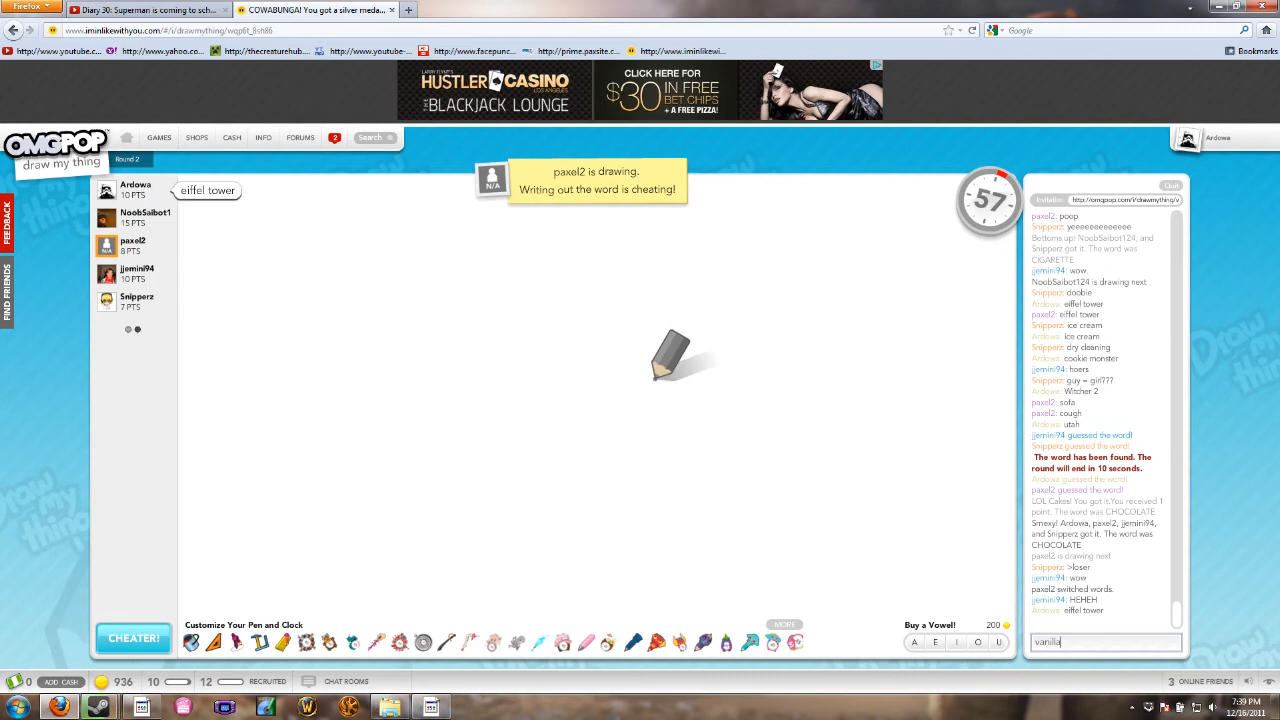 Firefox
Diary 30: Superman is coming to sch...
COWABUNGA! You got a silver meda...
www.iminlikewithyou.com/#/i/drawmything/wqp6t_8sh86
Google
http://www.youtube.c...
http://www.yahoo.co...
http://thecreaturehub...
http://www.youtube-...
http://www.facepunc...
http://prime.paxsite.c...
http://www.iminlikewi...
Bookmarks
LARRY FLYNT'S
HUSTLER CASINO
LOS ANGELES
BLACKJACK LOUNGE
CLICK HERE FOR
$30 IN FREE
BET CHIPS
+ A FREE PIZZA!
OMGPOP
GAMES
SHOPS
CASH
INFO
FORUMS
2
Search
Ardowa
draw my thing
Round 2
FEEDBACK
FIND FRIENDS
Ardowa
10 PTS
eiffel tower
NoobSaibot1
15 PTS
N/A
paxel2
8 PTS
jjemini94
10 PTS
Snipperz
7 PTS
N/A
paxel2 is drawing.
Writing out the word is cheating!
57
Quit
Invitation:
http://omgpop.com/i/drawmything/v
paxel2: poop
Snipperz: yeeeeeeeeeeeee
Bottoms up! NoobSaibot124, and
Snipperz got it. The word was
CIGARETTE
jjemini94: wow.
NoobSaibot124 is drawing next
Snipperz: doobie
Ardowa: eiffel tower
paxel2: eiffel tower
Snipperz: ice cream
Ardowa: ice cream
Snipperz: dry cleaning
Ardowa: cookie monster
jjemini94: hoers
Snipperz: guy = girl???
Ardowa: Witcher 2
paxel2: sofa
paxel2: cough
Ardowa: utah
jjemini94 guessed the word!
Snipperz guessed the word!
The word has been found. The
round will end in 10 seconds.
Ardowa guessed the word!
paxel2 guessed the word!
LOL Cakes! You got it.You received 1
point. The word was CHOCOLATE
Smexy! Ardowa, paxel2, jjemini94,
and Snipperz got it. The word was
CHOCOLATE
paxel2 is drawing next
Snipperz: >loser
jjemini94: wow
paxel2 switched words.
jjemini94: HEHEH
Ardowa: eiffel tower
vanilla
CHEATER!
Customize Your Pen and Clock
MORE
Buy a Vowel!
200
A
E
I
O
U
0
ADD CASH
936
10
12
RECRUITED
CHAT ROOMS
3 ONLINE FRIENDS
7:39 PM
12/16/2011